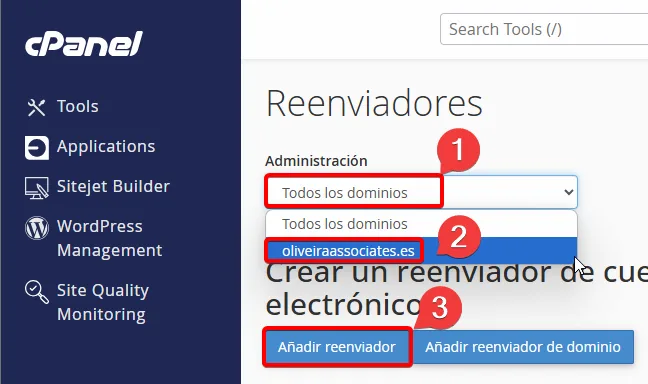 cPanel
Search Tools (/)
Tools
Applications
Sitejet Builder
WordPress
Management
Site Quality
Monitoring
Reenviadores
1
Administración
Todos los dominios
Todos los dominios
oliveiraassociates.es
2
Crear un reenviador de cue
electrónico
3
Añadir reenviador
Añadir reenviador de dominio